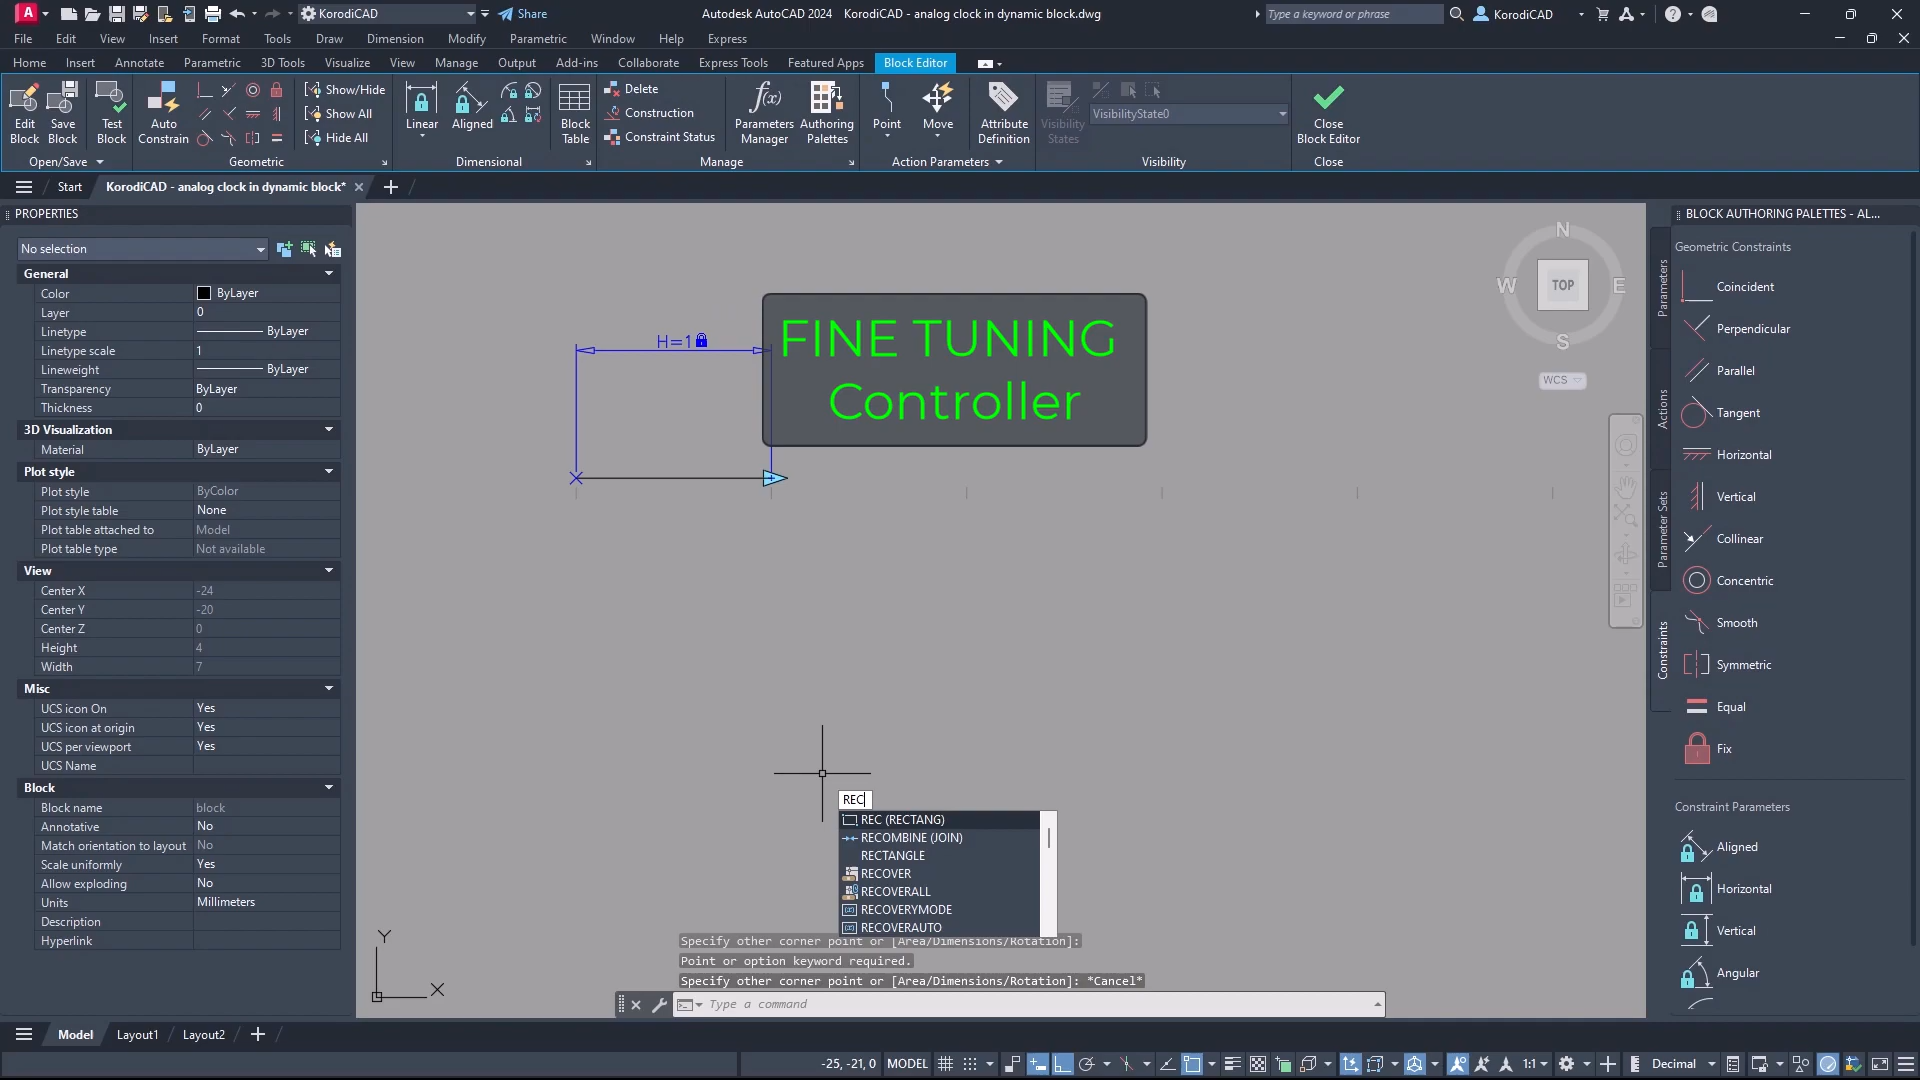 KorodiCAD
Share
Autodesk AutoCAD 2024 KorodiCAD - analog clock in dynamic block.dwg
Type a keyword or phrase
KorodiCAD
File Edit View Insert Format Tools Draw Dimension Modify Parametric Window Help Express
Home Insert Annotate Parametric 3D Tools Visualize View Manage Output Add-ins Collaborate Express Tools Featured Apps Block Editor
Edit Block
Save Block
Test Block
Open/Save
Auto Constrain
Show/Hide
Show All
Hide All
Geometric
Linear
Aligned
Dimensional
Block Table
Delete
Construction
Constraint Status
Parameters Manager
Authoring Palettes
Manage
Point
Move
Action Parameters
Attribute Definition
Visibility States
VisibilityState0
Visibility
Close Block Editor
Close
Start
KorodiCAD - analog clock in dynamic block*
PROPERTIES
No selection
General
Color ByLayer
Layer 0
Linetype ByLayer
Linetype scale 1
Lineweight ByLayer
Transparency ByLayer
Thickness 0
3D Visualization
Material ByLayer
Plot style
Plot style ByColor
Plot style table None
Plot table attached to Model
Plot table type Not available
View
Center X -24
Center Y -20
Center Z 0
Height 4
Width 7
Misc
UCS icon On Yes
UCS icon at origin Yes
UCS per viewport Yes
UCS Name
Block
Block name block
Annotative No
Match orientation to layout No
Scale uniformly Yes
Allow exploding No
Units Millimeters
Description
Hyperlink
H=1
FINE TUNING
Controller
N
W TOP E
S
WCS
REC
REC (RECTANG)
RECOMBINE (JOIN)
RECTANGLE
RECOVER
RECOVERALL
RECOVERYMODE
RECOVERAUTO
Y
X
Specify other corner point or [Area/Dimensions/Rotation]:
Point or option keyword required.
Specify other corner point or [Area/Dimensions/Rotation]: *Cancel*
Type a command
BLOCK AUTHORING PALETTES - AL...
Parameters
Actions
Parameter Sets
Constraints
Geometric Constraints
Coincident
Perpendicular
Parallel
Tangent
Horizontal
Vertical
Collinear
Concentric
Smooth
Symmetric
Equal
Fix
Constraint Parameters
Aligned
Horizontal
Vertical
Angular
Model Layout1 Layout2
-25, -21, 0 MODEL 1:1 Decimal